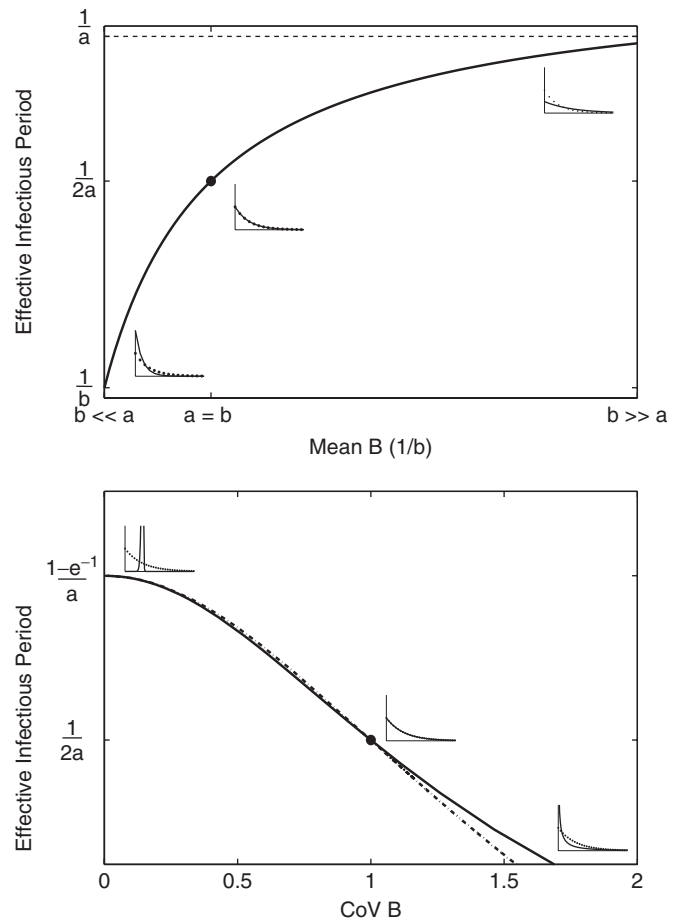 1/a
1/2a
1/b
Effective Infectious Period
b << a
a = b
b >> a
Mean B (1/b)
1−e⁻¹/a
1/2a
Effective Infectious Period
0
0.5
1
1.5
2
CoV B